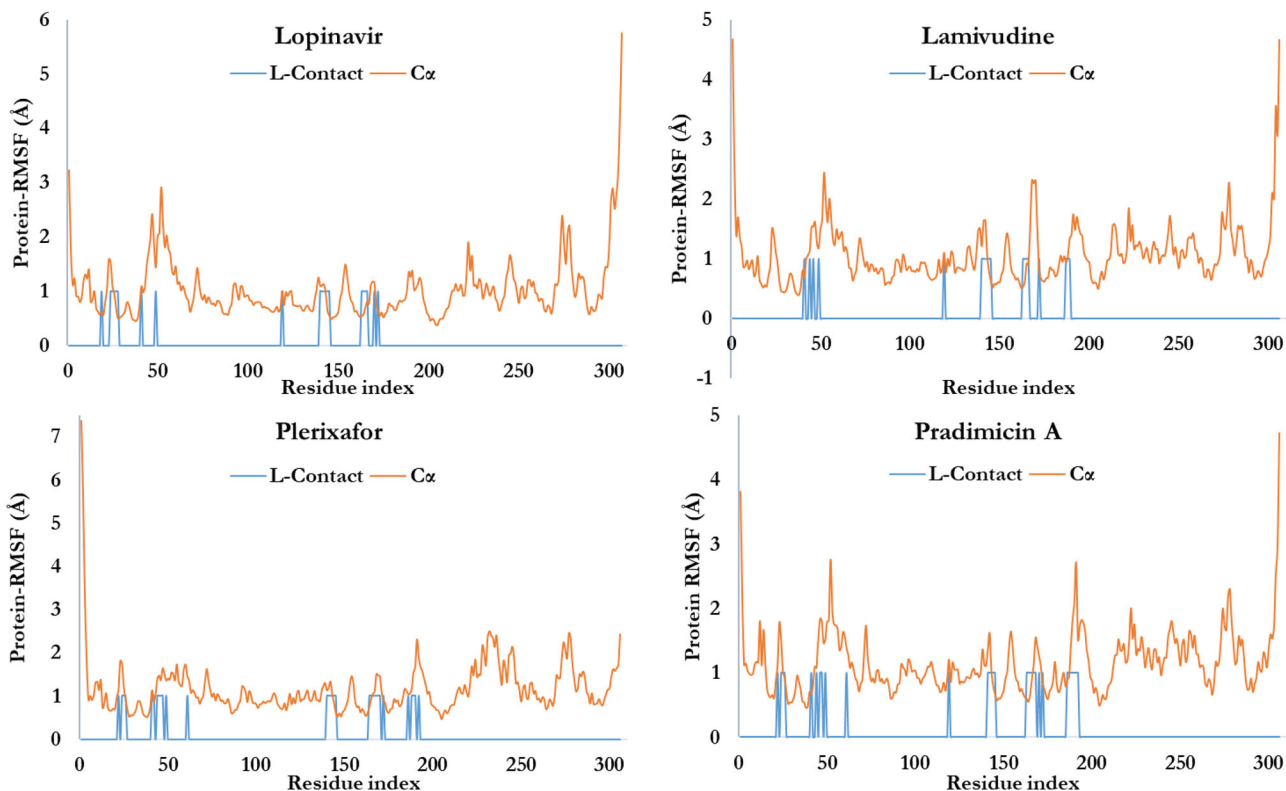 Lopinavir
L-Contact Cα
Protein-RMSF (Å)
6
5
4
3
2
1
0
0 50 100 150 200 250 300
Residue index
Lamivudine
L-Contact Cα
Protein-RMSF (Å)
5
4
3
2
1
0
-1
0 50 100 150 200 250 300
Residue index
Plerixafor
L-Contact Cα
Protein-RMSF (Å)
7
6
5
4
3
2
1
0
0 50 100 150 200 250 300
Residue index
Pradimicin A
L-Contact Cα
Protein RMSF (Å)
5
4
3
2
1
0
0 50 100 150 200 250 300
Residue index